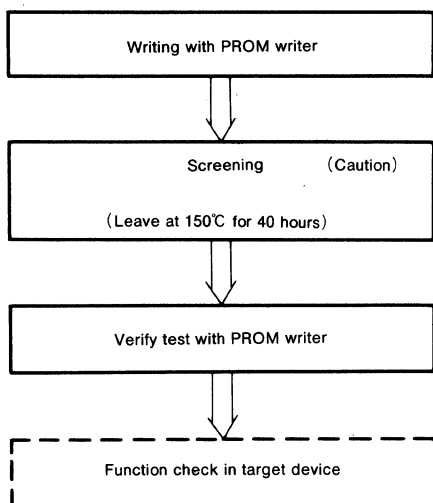 Writing with PROM writer
Screening (Caution)
(Leave at 150℃ for 40 hours)
Verify test with PROM writer
Function check in target device